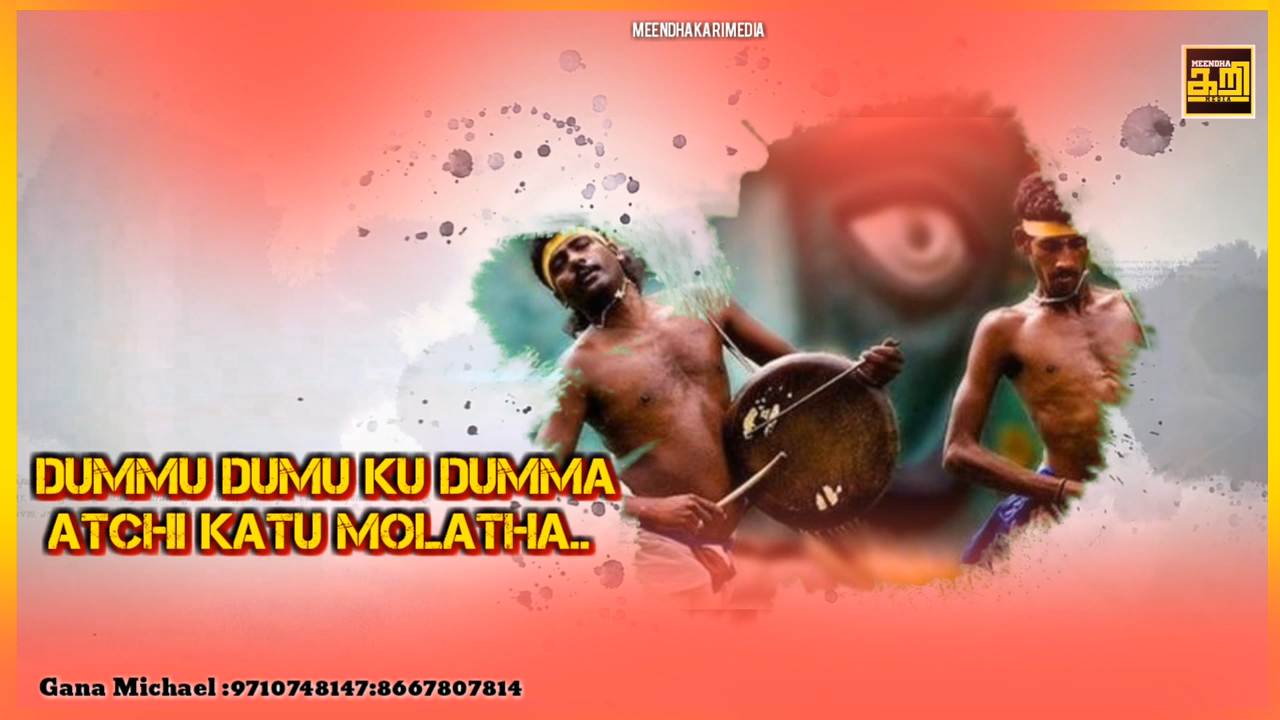 MEENDHAKARIMEDIA
MEENDHA
கறி
MEDIA
DUMMU DUMU KU DUMMA
ATCHI KATU MOLATHA..
Gana Michael :9710748147:8667807814